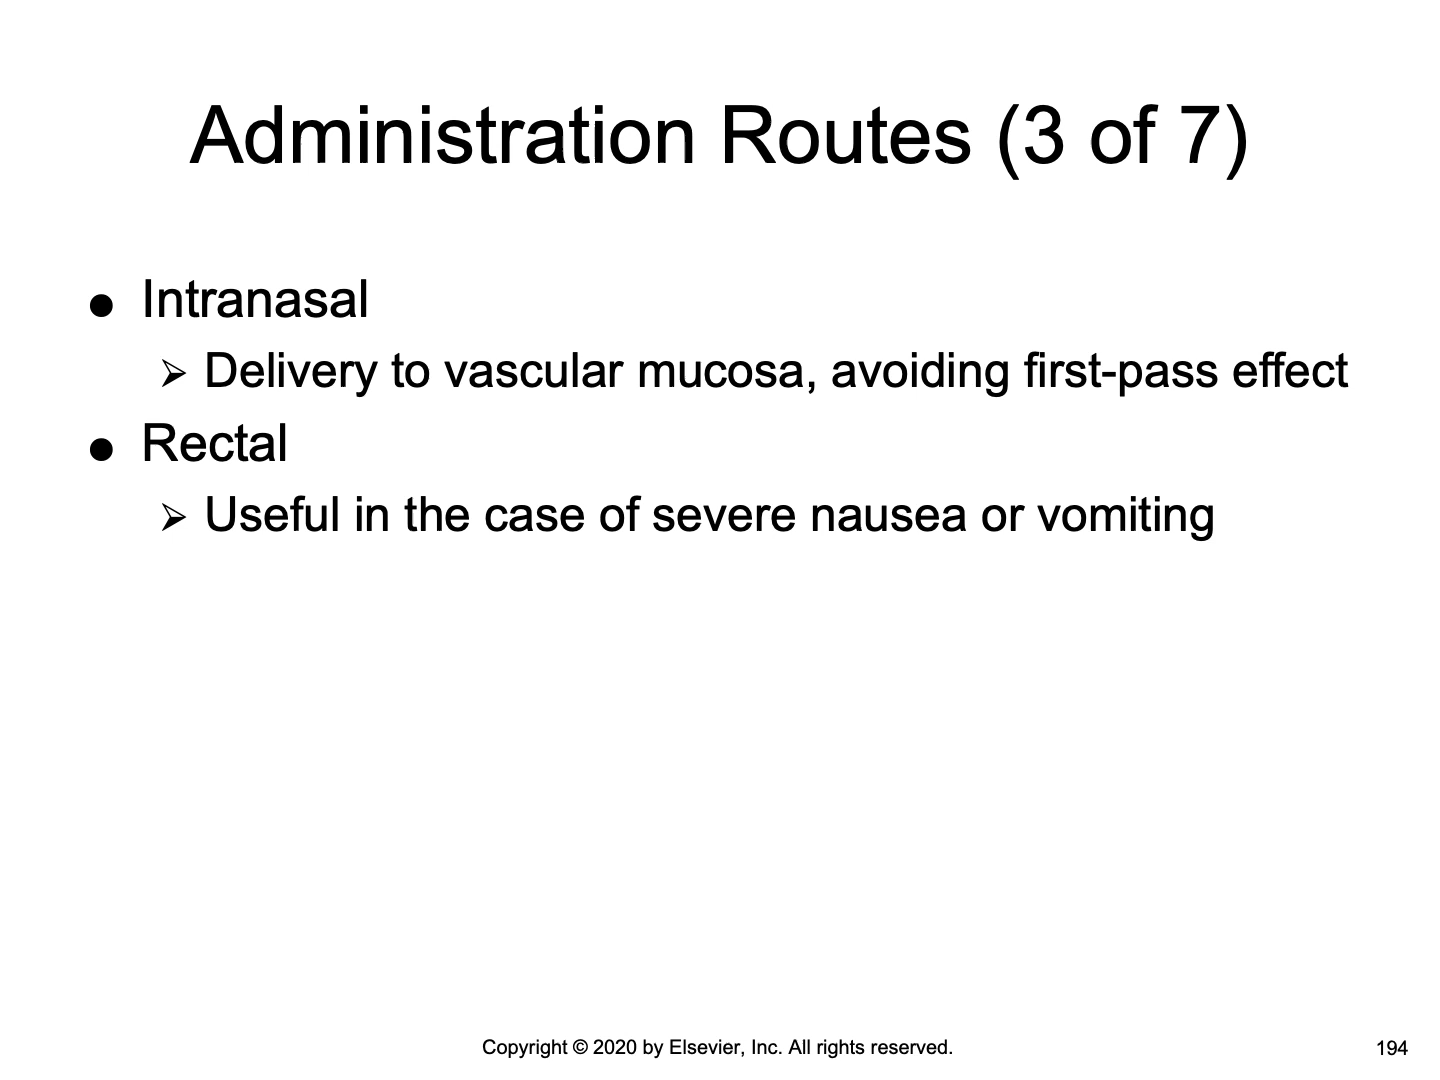 Administration Routes (3 of 7)
● Intranasal
➢ Delivery to vascular mucosa, avoiding first-pass effect
● Rectal
➢ Useful in the case of severe nausea or vomiting
Copyright © 2020 by Elsevier, Inc. All rights reserved.
194